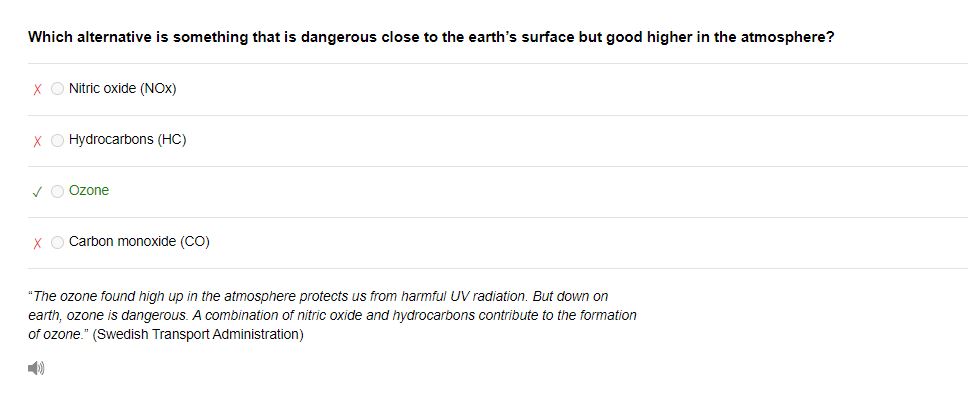 Which alternative is something that is dangerous close to the earth's surface but good higher in the atmosphere?
Nitric oxide (NOx)
Hydrocarbons (HC)
Ozone
Carbon monoxide (CO)
"The ozone found high up in the atmosphere protects us from harmful UV radiation. But down on
earth, ozone is dangerous. A combination of nitric oxide and hydrocarbons contribute to the formation
of ozone." (Swedish Transport Administration)